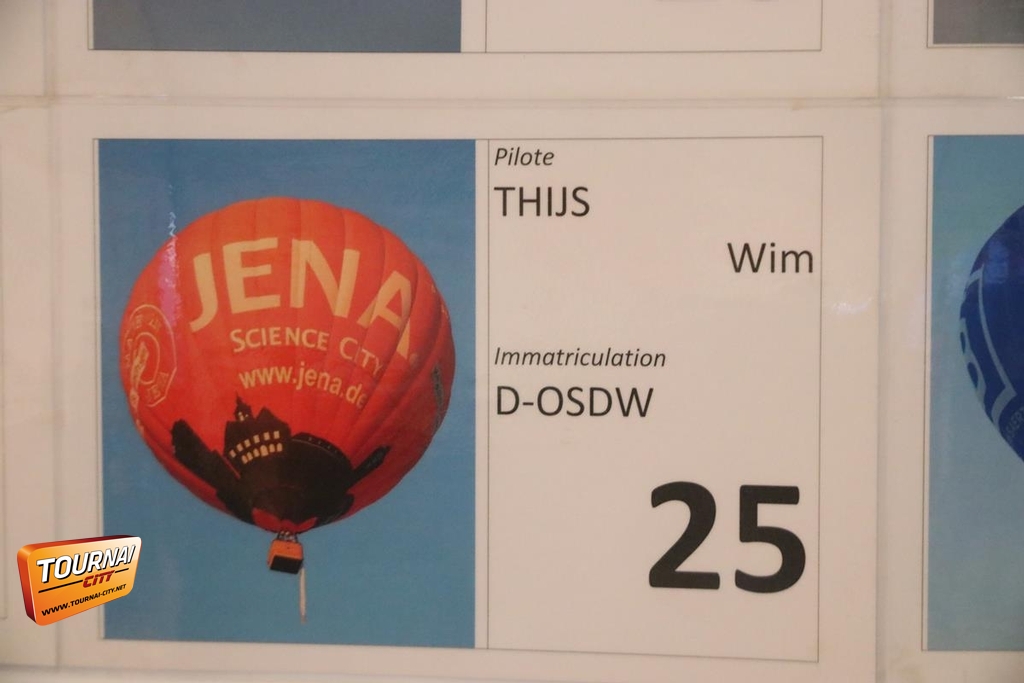 JENA
SCIENCE CITY
www.jena.de
Pilote
THIJS
Wim
Immatriculation
D-OSDW
25
TOURNAI
CITY
WWW.TOURNAI-CITY.NET